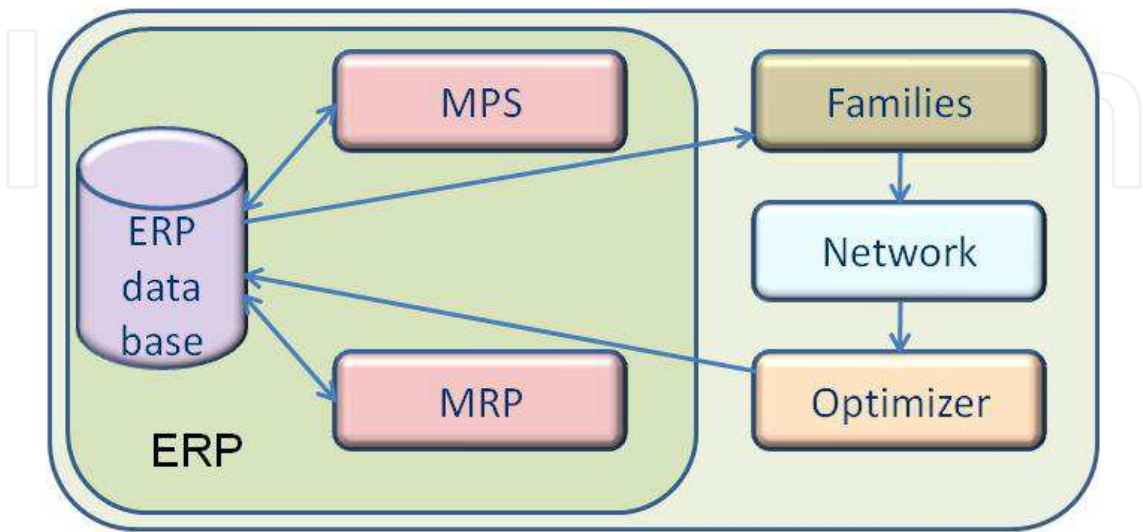 MPS
Families
ERP
data
base
Network
MRP
Optimizer
ERP